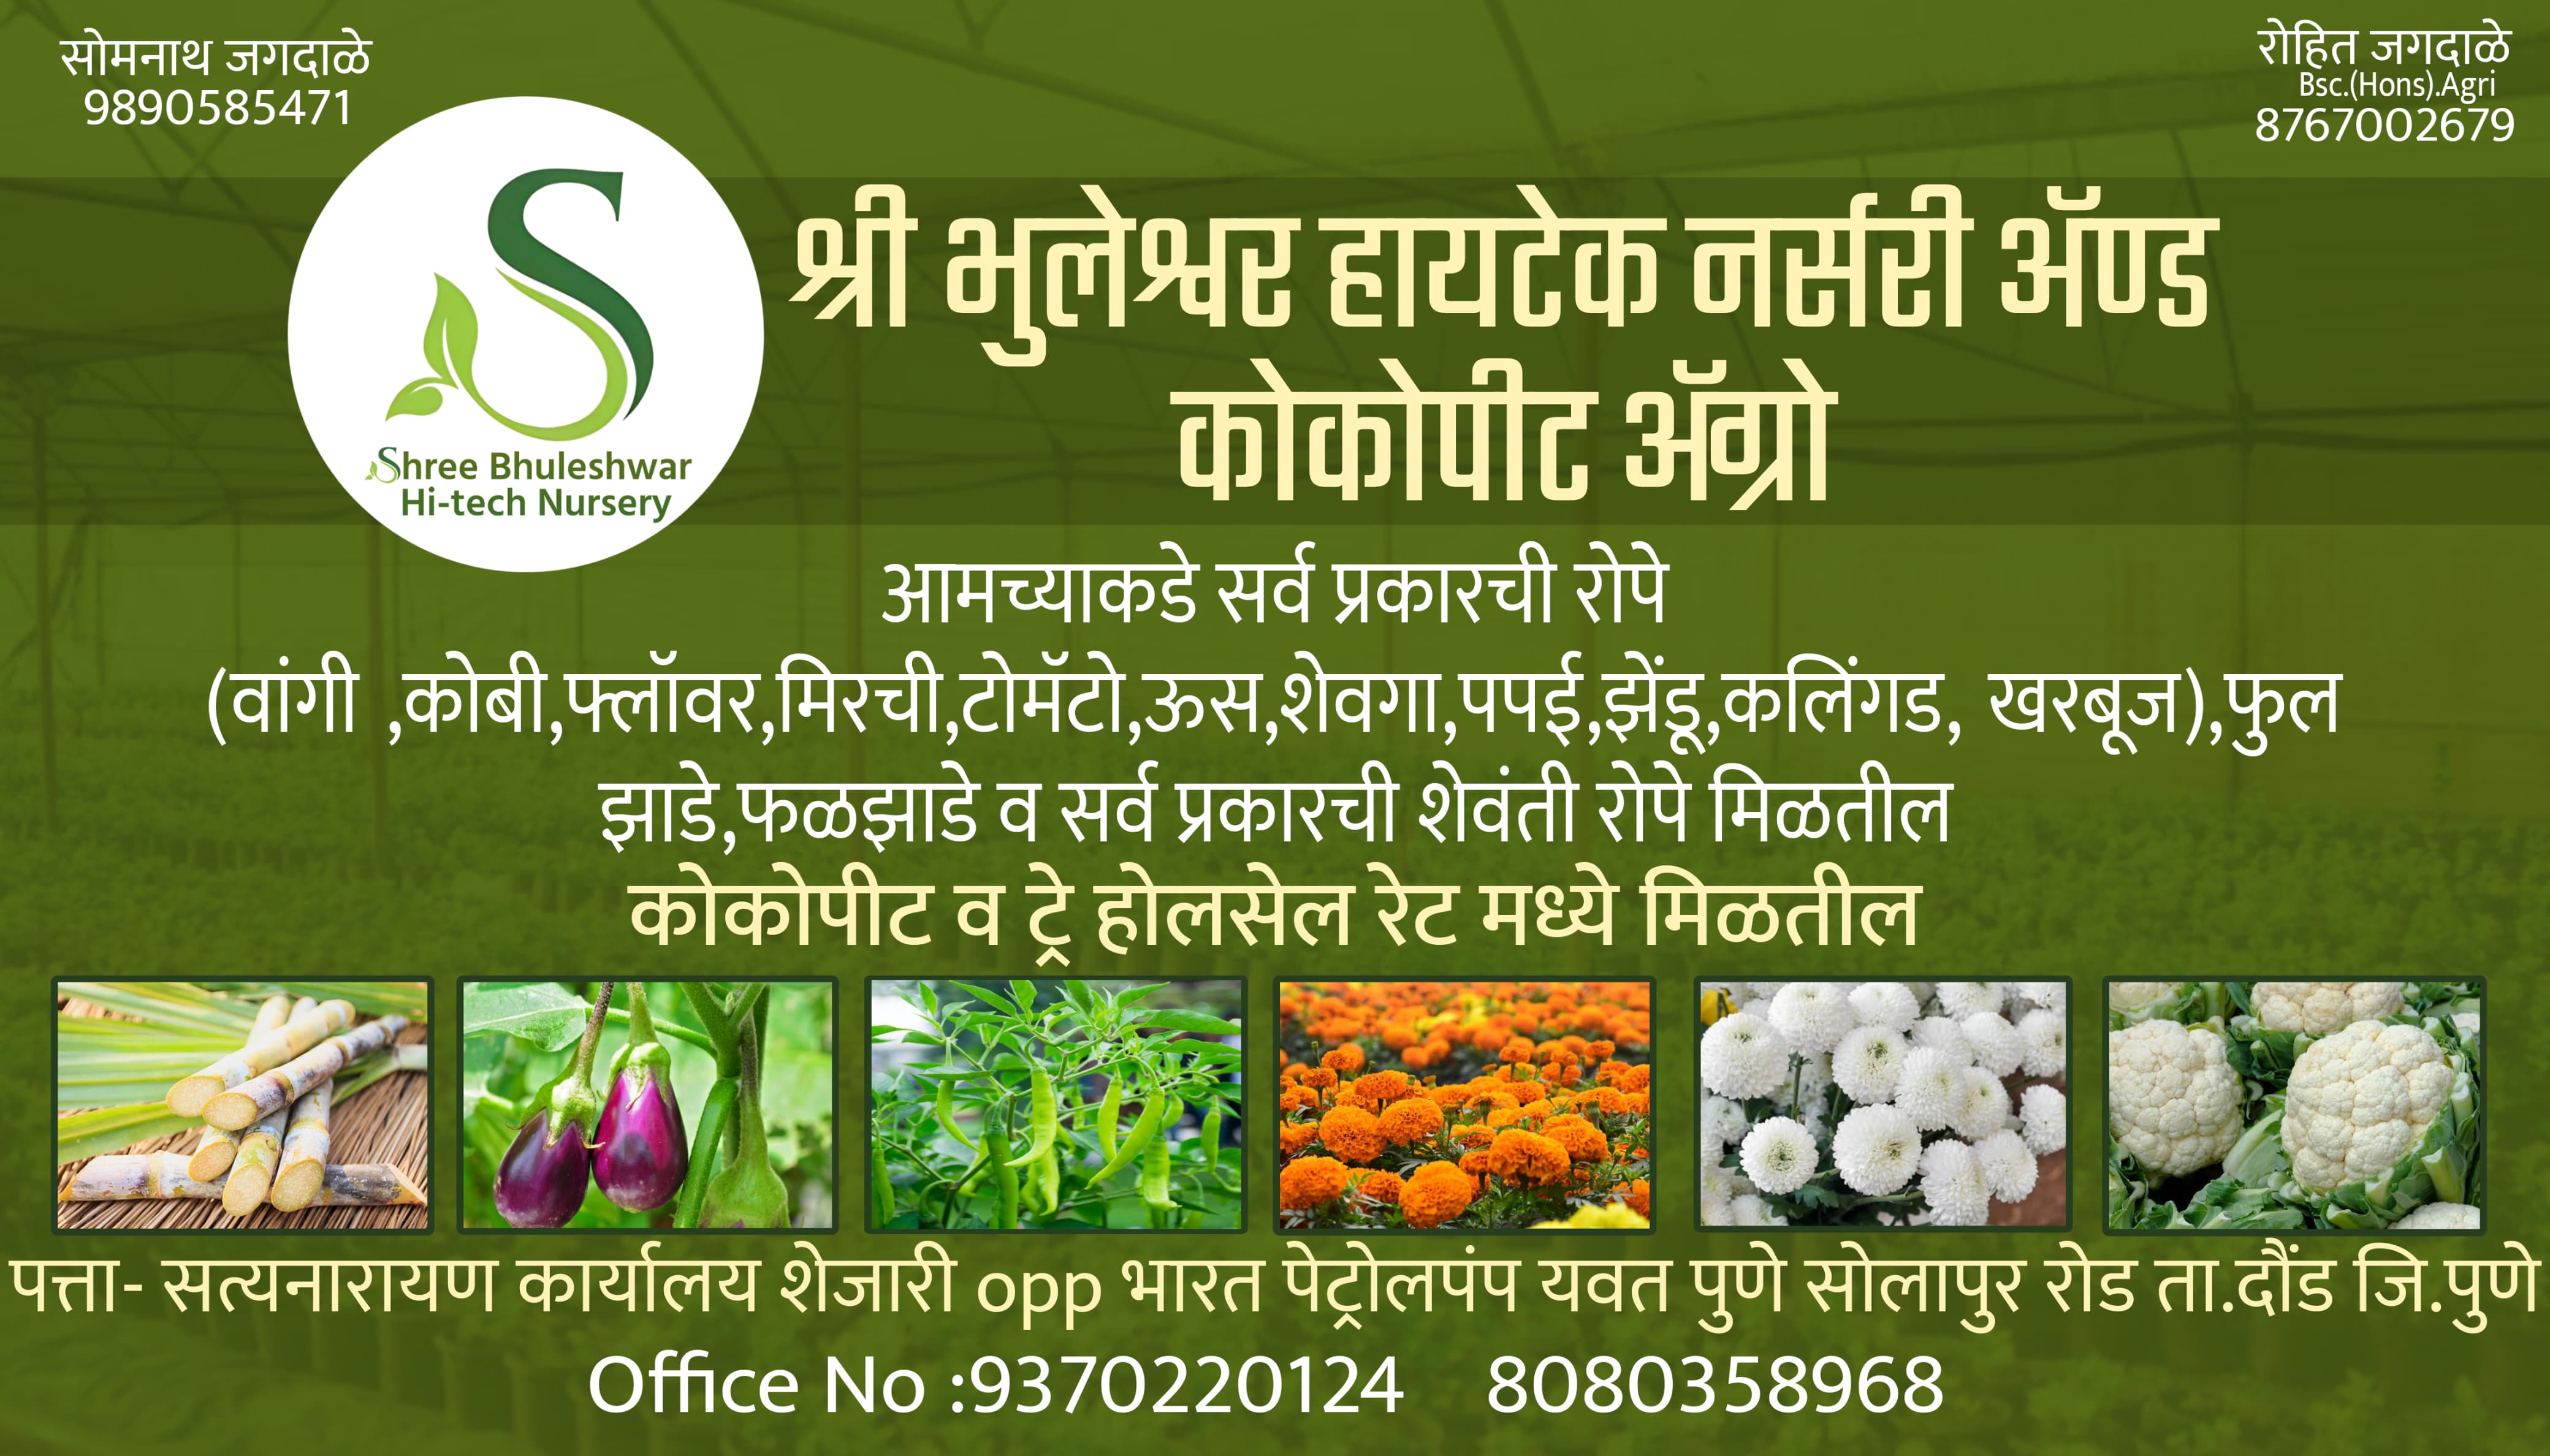 सोमनाथ जगदाळे
9890585471
रोहित जगदाळे
Bsc.(Hons).Agri
8767002679
Shree Bhuleshwar
Hi-tech Nursery
श्री भुलेश्वर हायटेक नर्सरी ॲण्ड
कोकोपीट ॲग्रो
आमच्याकडे सर्व प्रकारची रोपे
(वांगी ,कोबी,फ्लॉवर,मिरची,टोमॅटो,ऊस,शेवगा,पपई,झेंडू,कलिंगड, खरबूज),फुल
झाडे,फळझाडे व सर्व प्रकारची शेवंती रोपे मिळतील
कोकोपीट व ट्रे होलसेल रेट मध्ये मिळतील
पत्ता- सत्यनारायण कार्यालय शेजारी opp भारत पेट्रोलपंप यवत पुणे सोलापुर रोड ता.दौंड जि.पुणे
Office No :9370220124 8080358968